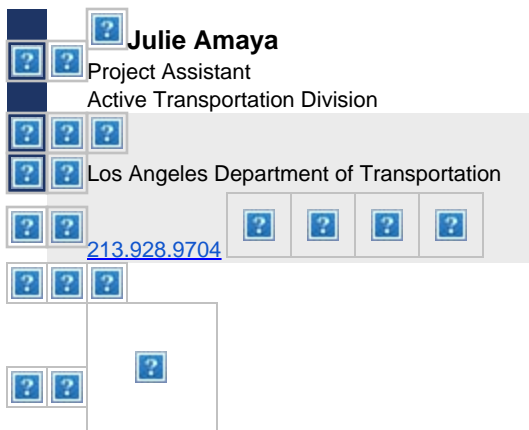 Julie Amaya
Project Assistant
Active Transportation Division
Los Angeles Department of Transportation
213.928.9704